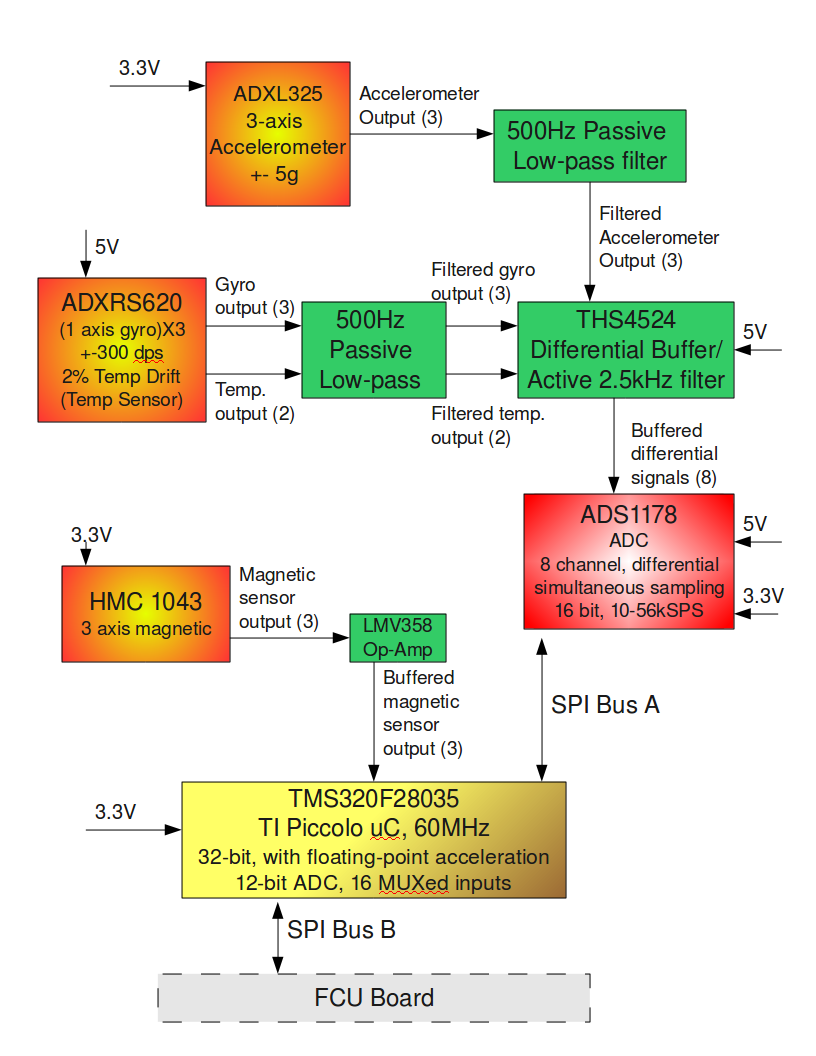 3.3V
ADXL325
3-axis
Accelerometer
+- 5g
Accelerometer
Output (3)
500Hz Passive
Low-pass filter
Filtered
Accelerometer
Output (3)
5V
ADXRS620
(1 axis gyro)X3
+-300 dps
2% Temp Drift
(Temp Sensor)
Gyro
output (3)
Temp.
output (2)
500Hz
Passive
Low-pass
Filtered gyro
output (3)
Filtered temp.
output (2)
THS4524
Differential Buffer/
Active 2.5kHz filter
5V
Buffered
differential
signals (8)
ADS1178
ADC
8 channel, differential
simultaneous sampling
16 bit, 10-56kSPS
5V
3.3V
3.3V
HMC 1043
3 axis magnetic
Magnetic
sensor
output (3)
LMV358
Op-Amp
Buffered
magnetic
sensor
output (3)
SPI Bus A
3.3V
TMS320F28035
TI Piccolo uC, 60MHz
32-bit, with floating-point acceleration
12-bit ADC, 16 MUXed inputs
SPI Bus B
FCU Board